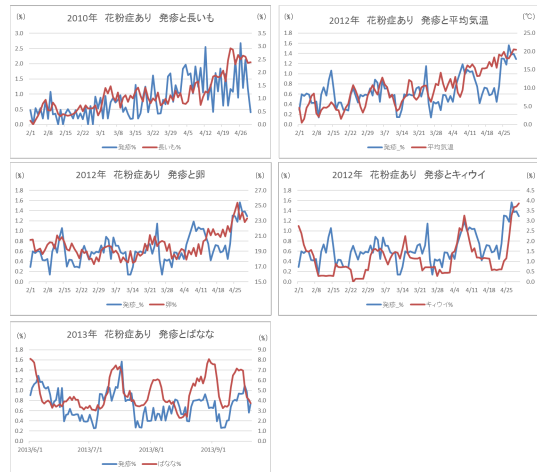 2010年 花粉症あり 発疹と長いも
(%) (%)
3.0 2.5 2.0 1.5 1.0 0.5 0.0
3.5 3.0 2.5 2.0 1.5 1.0 0.5 0.0
2/1 2/8 2/15 2/22 3/1 3/8 3/15 3/22 3/29 4/5 4/12 4/19 4/26
発疹% 長いも%
2012年 花粉症あり 発疹と平均気温
(%) (℃)
1.8 1.6 1.4 1.2 1.0 0.8 0.6 0.4 0.2 0.0
25.0 20.0 15.0 10.0 5.0 0.0
2/1 2/8 2/15 2/22 2/29 3/7 3/14 3/21 3/28 4/4 4/11 4/18 4/25
発疹_% 平均気温
2012年 花粉症あり 発疹と卵
(%) (%)
1.8 1.6 1.4 1.2 1.0 0.8 0.6 0.4 0.2 0.0
27.0 25.0 23.0 21.0 19.0 17.0 15.0
2/1 2/8 2/15 2/22 2/29 3/7 3/14 3/21 3/28 4/4 4/11 4/18 4/25
発疹_% 卵%
2012年 花粉症あり 発疹とキィウイ
(%) (%)
1.8 1.6 1.4 1.2 1.0 0.8 0.6 0.4 0.2 0.0
4.5 4.0 3.5 3.0 2.5 2.0 1.5 1.0 0.5 0.0
2/1 2/8 2/15 2/22 2/29 3/7 3/14 3/21 3/28 4/4 4/11 4/18 4/25
発疹_% キィウイ%
2013年 花粉症あり 発疹とばなな
(%) (%)
1.8 1.6 1.4 1.2 1.0 0.8 0.6 0.4 0.2 0.0
9.0 8.0 7.0 6.0 5.0 4.0 3.0 2.0 1.0 0.0
2013/6/1 2013/7/1 2013/8/1 2013/9/1
発疹% ばなな%